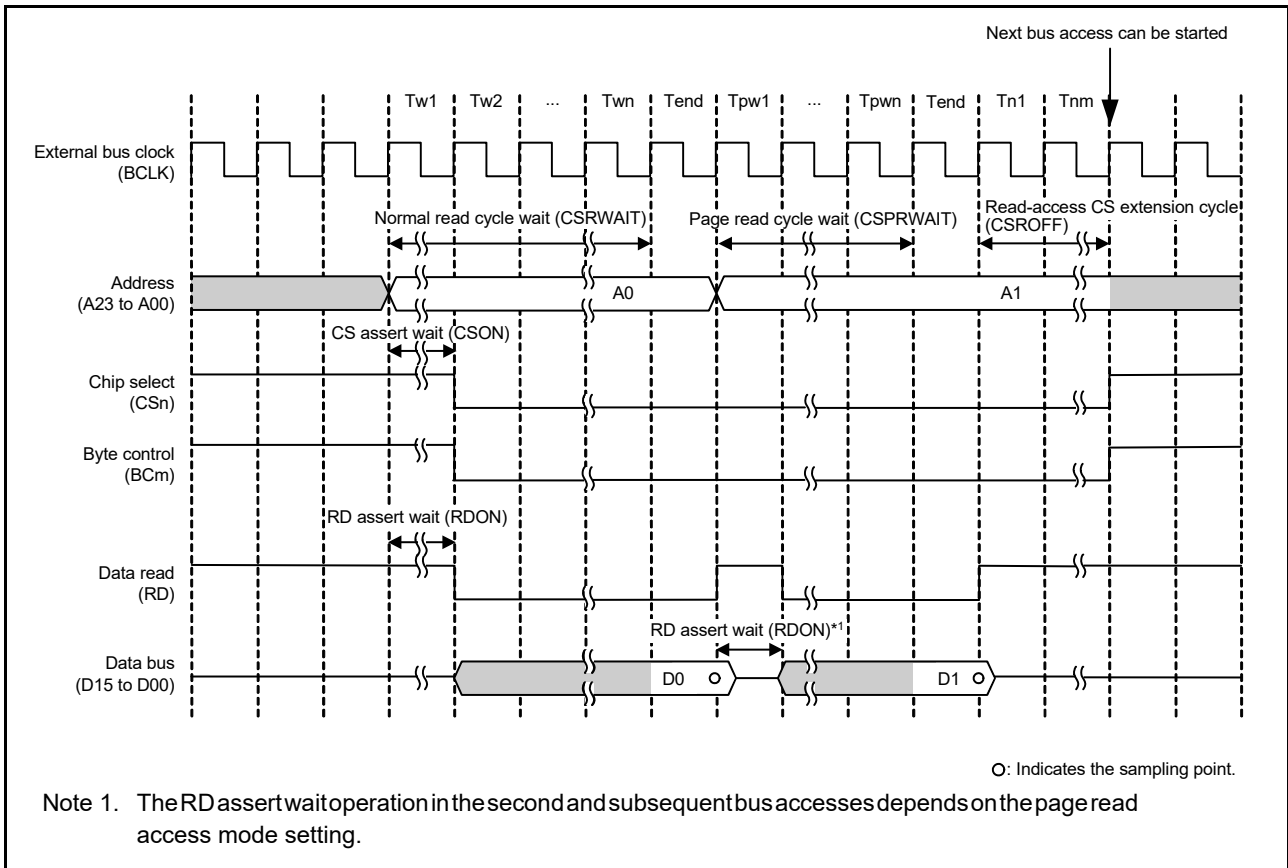 Next bus access can be started
Tw1 Tw2 ... Twn Tend Tpw1 ... Tpwn Tend Tn1 Tnm
External bus clock
(BCLK)
Normal read cycle wait (CSRWAIT) Page read cycle wait (CSPRWAIT) Read-access CS extension cycle
(CSROFF)
Address
(A23 to A00)
A0 A1
CS assert wait (CSON)
Chip select
(CSn)
Byte control
(BCm)
RD assert wait (RDON)
Data read
(RD)
RD assert wait (RDON)*1
Data bus
(D15 to D00)
D0 D1
O: Indicates the sampling point.
Note 1. The RD assert wait operation in the second and subsequent bus accesses depends on the page read
access mode setting.